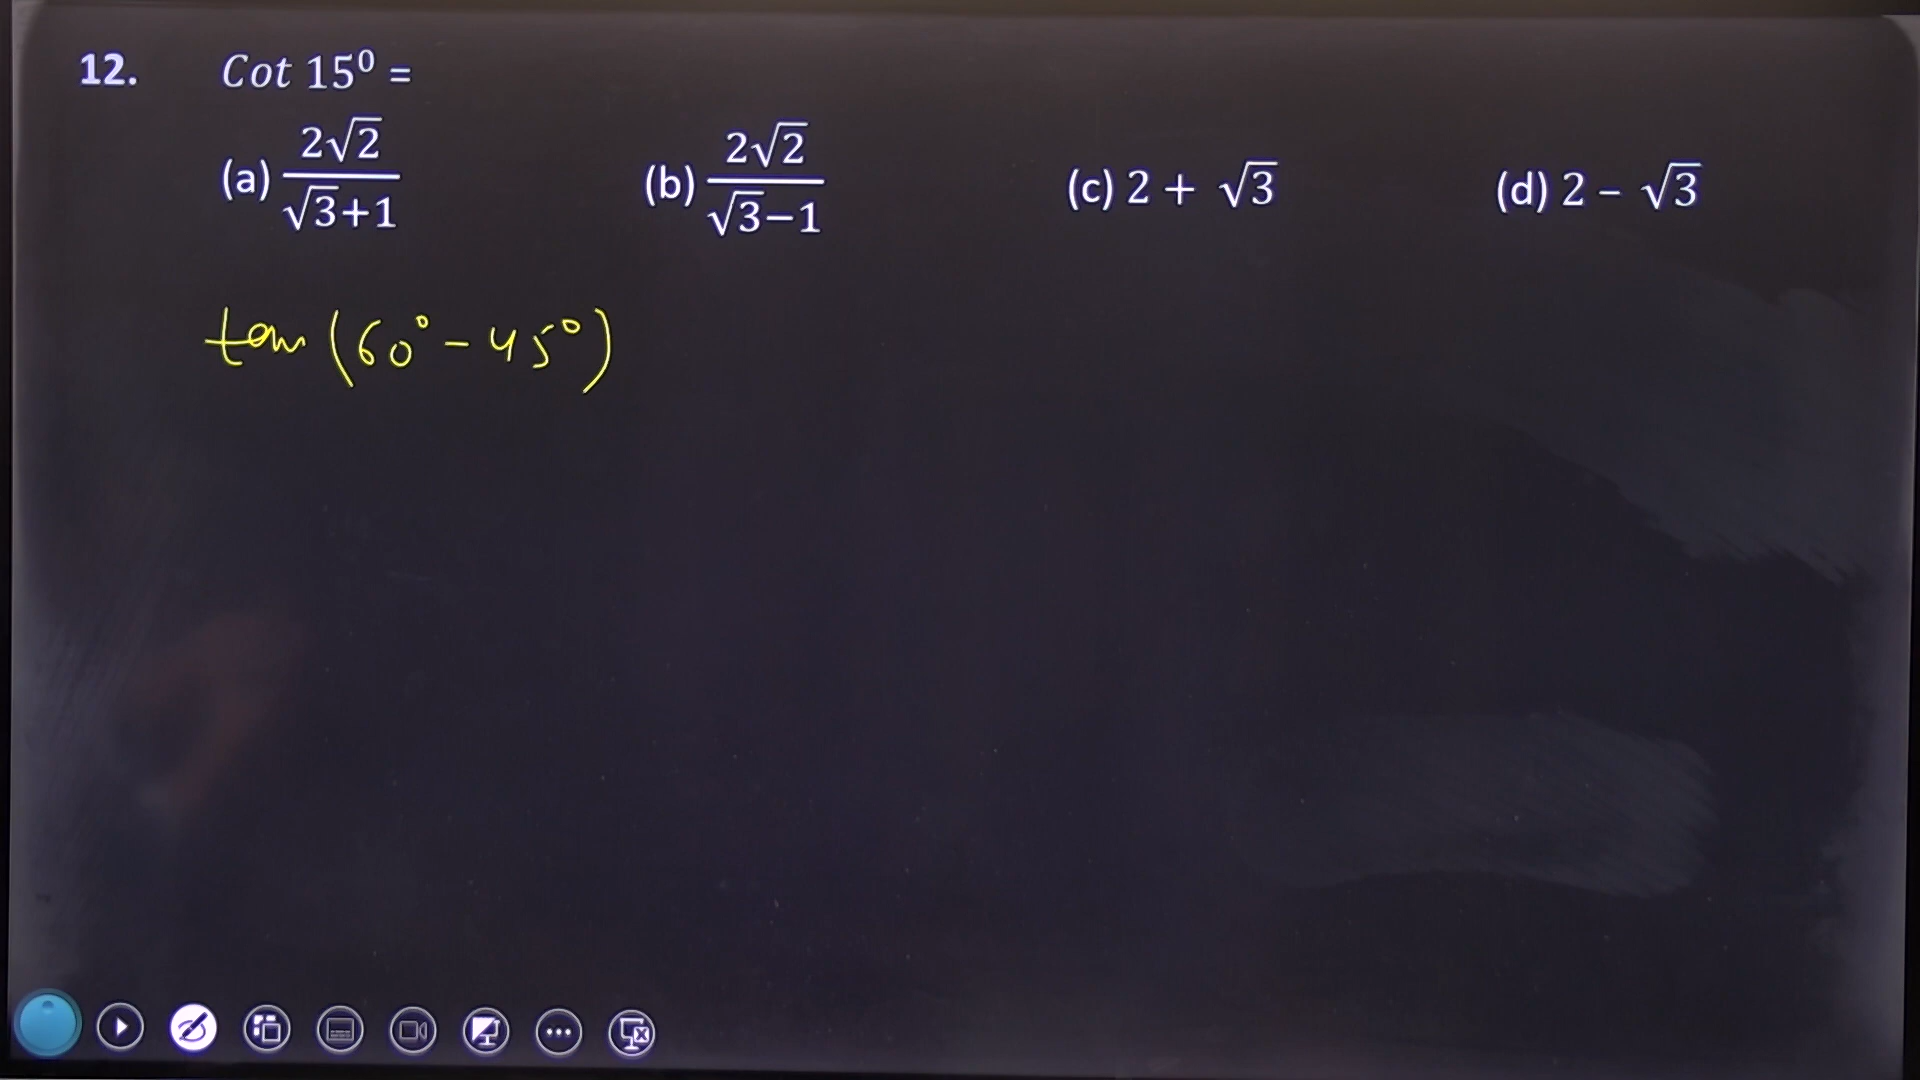 12. Cot 15⁰ =
(a) 2√2/√3+1 (b) 2√2/√3−1 (c) 2 + √3 (d) 2 − √3
tan (60° − 45°)